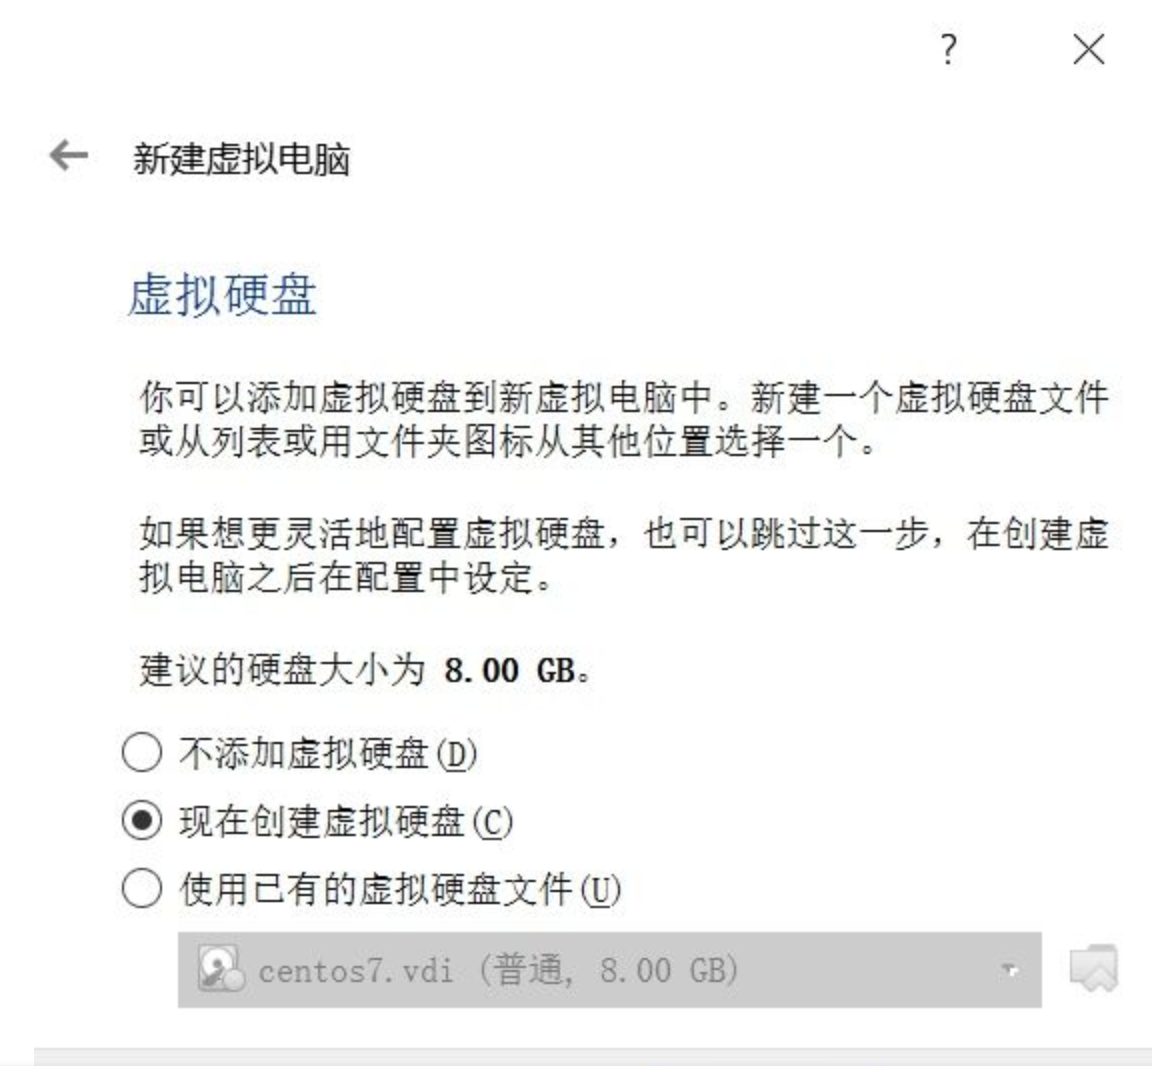 ?
新建虚拟电脑
虚拟硬盘
你可以添加虚拟硬盘到新虚拟电脑中。新建一个虚拟硬盘文件
或从列表或用文件夹图标从其他位置选择一个。
如果想更灵活地配置虚拟硬盘，也可以跳过这一步，在创建虚
拟电脑之后在配置中设定。
建议的硬盘大小为 8.00 GB。
不添加虚拟硬盘(D)
现在创建虚拟硬盘(C)
使用已有的虚拟硬盘文件(U)
centos7.vdi (普通, 8.00 GB)